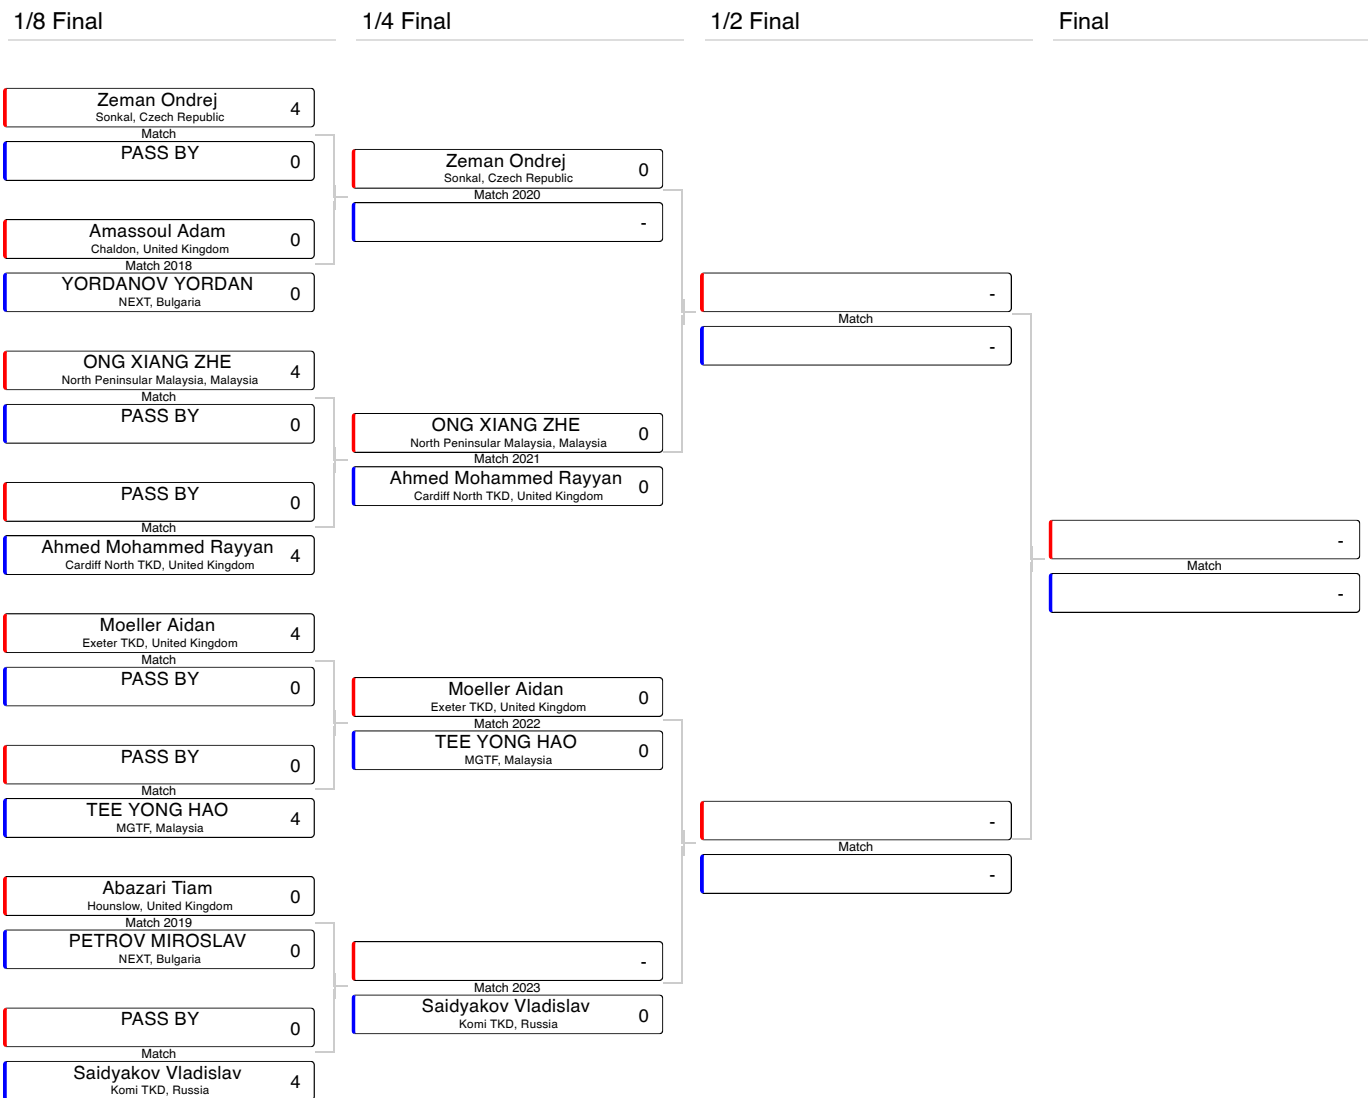 1/8 Final
1/4 Final
1/2 Final
Final
Zeman Ondrej
Sonkal, Czech Republic
4
Match
PASS BY
0
Amassoul Adam
Chaldon, United Kingdom
0
Match 2018
YORDANOV YORDAN
NEXT, Bulgaria
0
ONG XIANG ZHE
North Peninsular Malaysia, Malaysia
4
Match
PASS BY
0
PASS BY
0
Match
Ahmed Mohammed Rayyan
Cardiff North TKD, United Kingdom
4
Moeller Aidan
Exeter TKD, United Kingdom
4
Match
PASS BY
0
PASS BY
0
Match
TEE YONG HAO
MGTF, Malaysia
4
Abazari Tiam
Hounslow, United Kingdom
0
Match 2019
PETROV MIROSLAV
NEXT, Bulgaria
0
PASS BY
0
Match
Saidyakov Vladislav
Komi TKD, Russia
4
Zeman Ondrej
Sonkal, Czech Republic
0
Match 2020
-
ONG XIANG ZHE
North Peninsular Malaysia, Malaysia
0
Match 2021
Ahmed Mohammed Rayyan
Cardiff North TKD, United Kingdom
0
Moeller Aidan
Exeter TKD, United Kingdom
0
Match 2022
TEE YONG HAO
MGTF, Malaysia
0
-
Match 2023
Saidyakov Vladislav
Komi TKD, Russia
0
-
Match
-
-
Match
-
-
Match
-